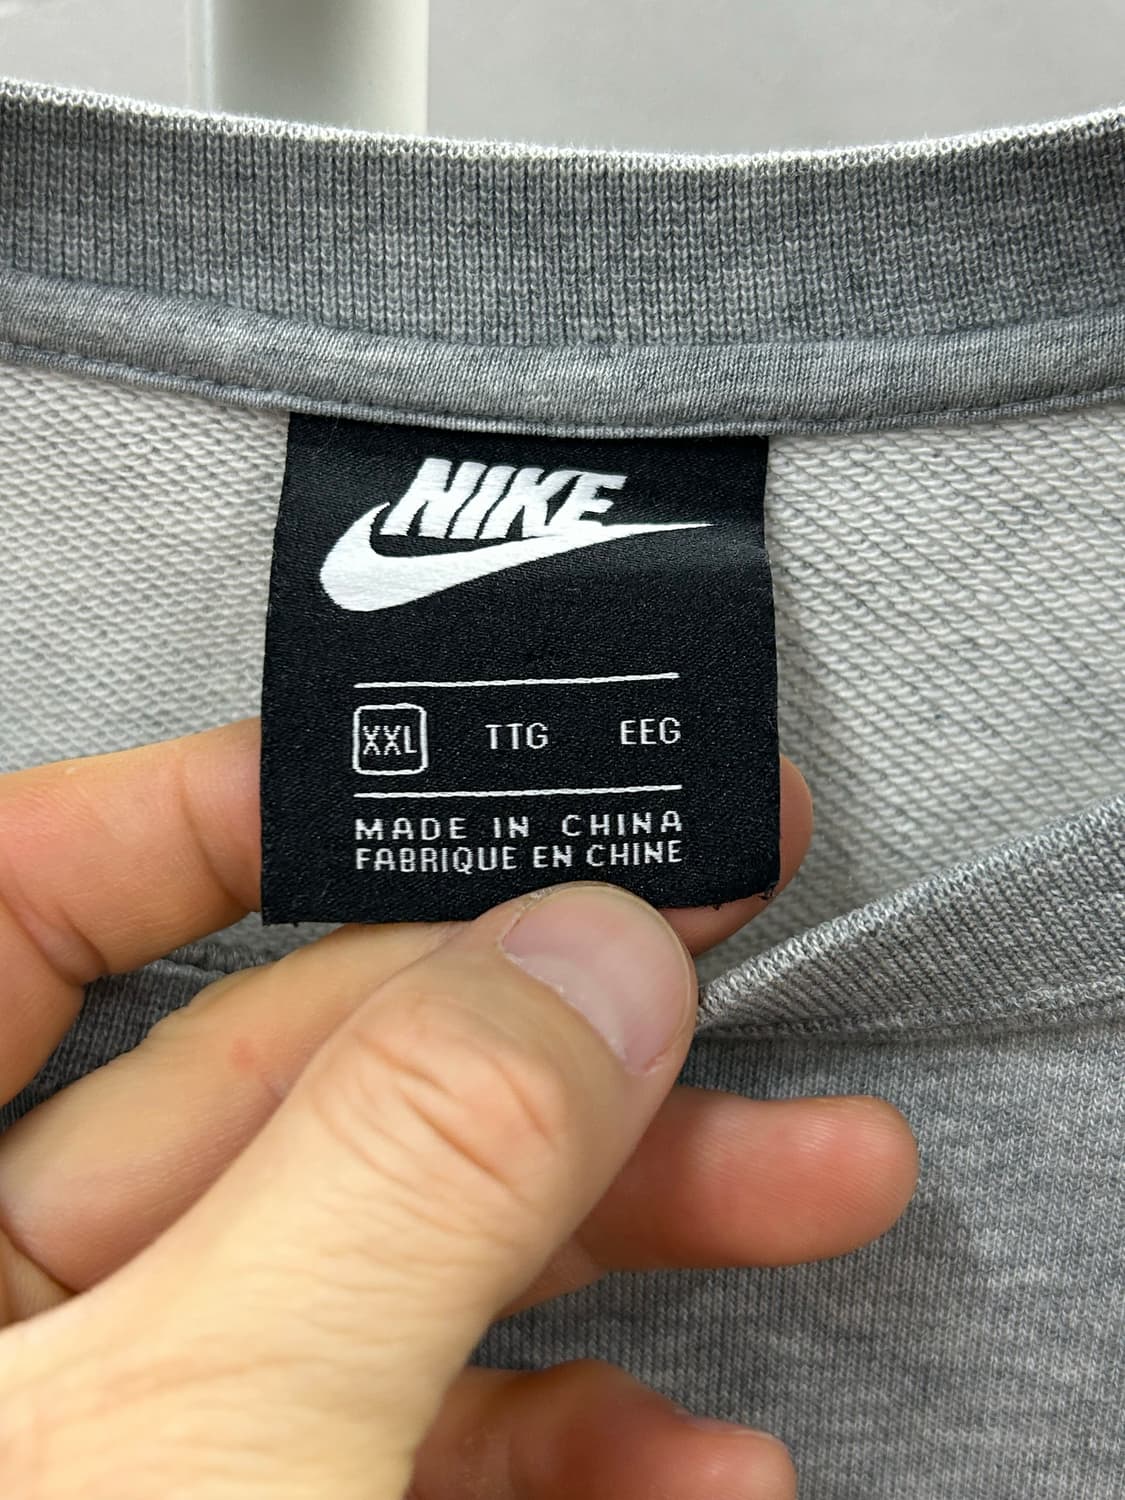 NIKE
XXL TTG EEG
MADE IN CHINA
FABRIQUE EN CHINE